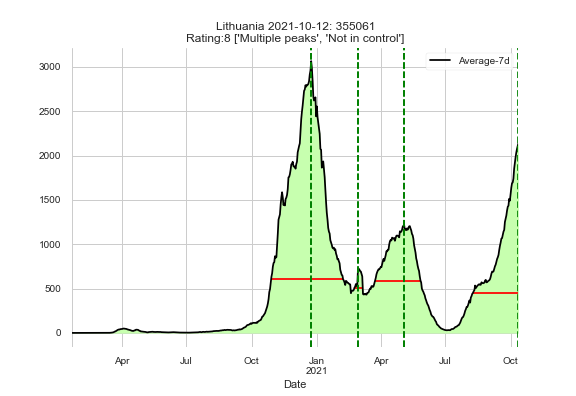 Lithuania 2021-10-12: 355061
Rating:8 ['Multiple peaks', 'Not in control']
Average-7d
3000
2500
2000
1500
1000
500
0
Apr Jul Oct Jan Apr Jul Oct
2021
Date